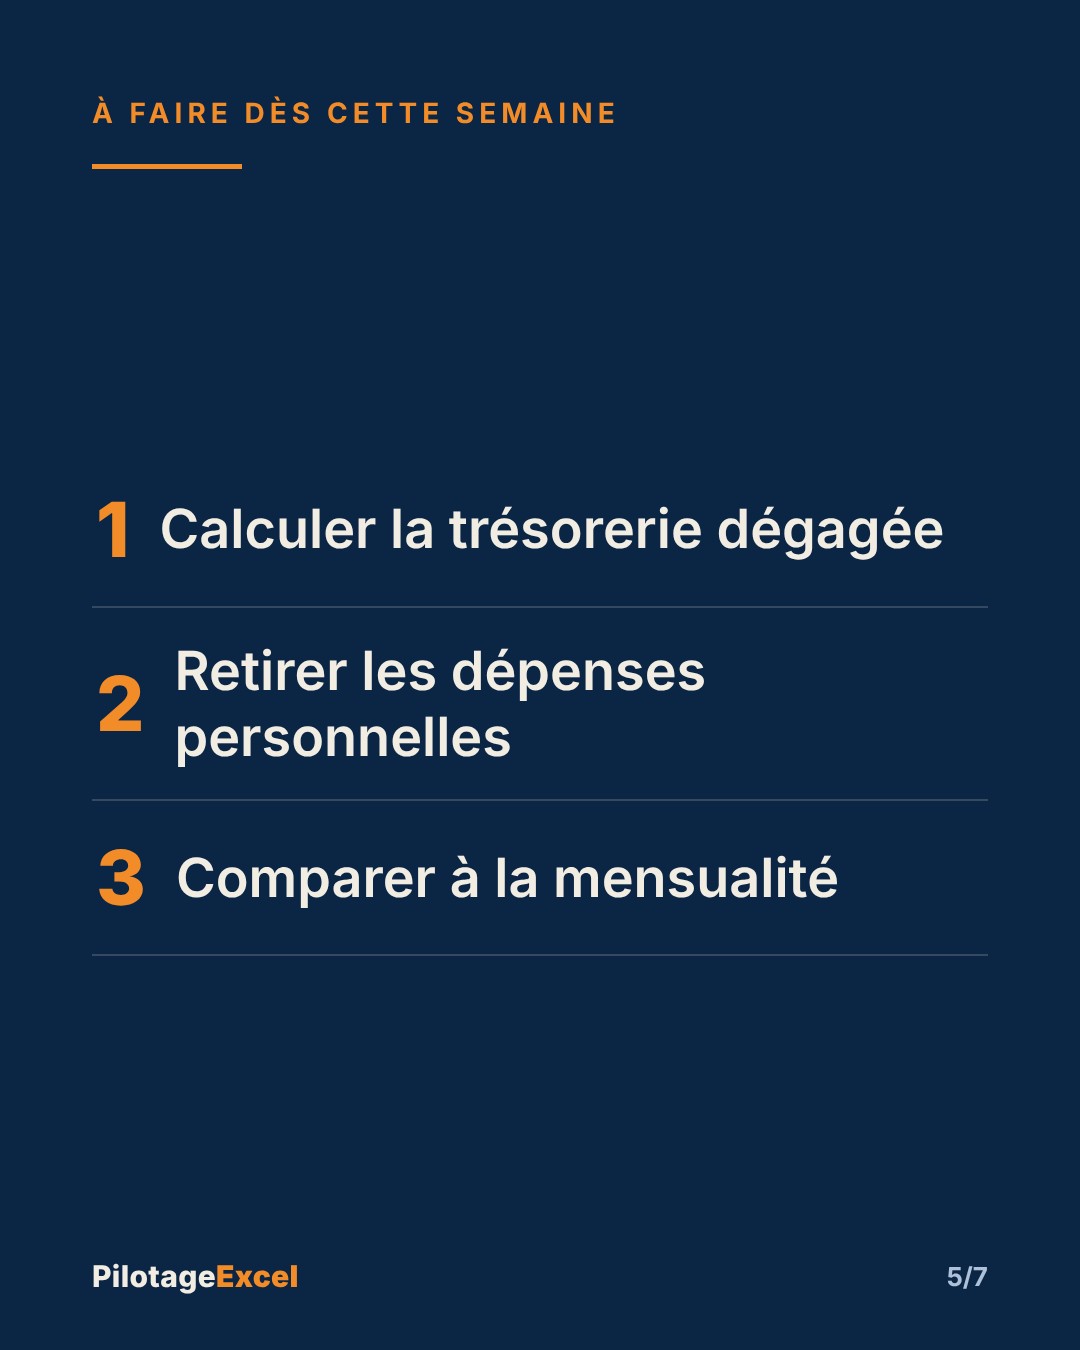 À FAIRE DÈS CETTE SEMAINE
1 Calculer la trésorerie dégagée
2 Retirer les dépenses
personnelles
3 Comparer à la mensualité
PilotageExcel
5/7